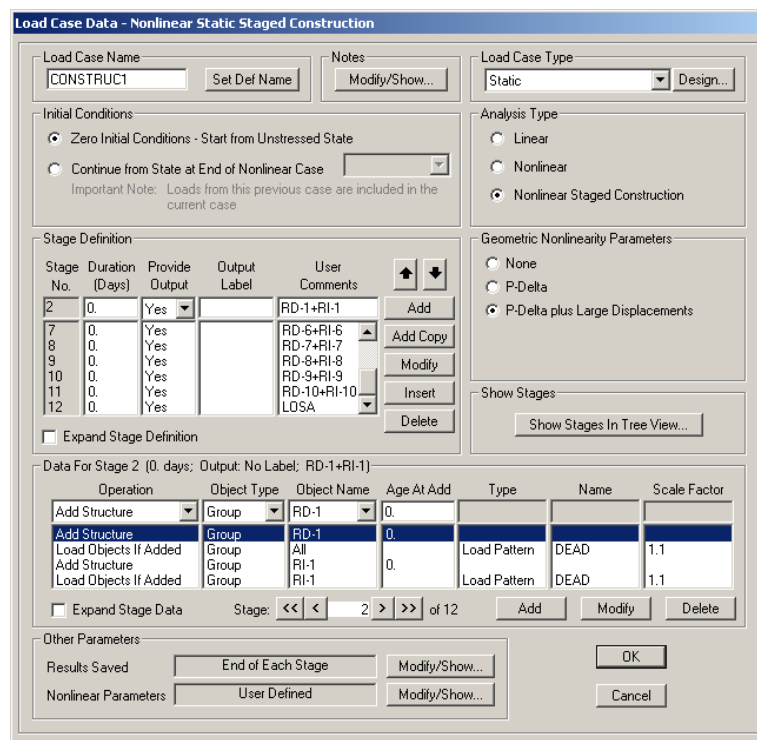 Load Case Data - Nonlinear Static Staged Construction
Load Case Name
CONSTRUC1
Set Def Name
Notes
Modify/Show...
Load Case Type
Static
Design...
Initial Conditions
Zero Initial Conditions - Start from Unstressed State
Continue from State at End of Nonlinear Case
Important Note: Loads from this previous case are included in the
current case
Analysis Type
Linear
Nonlinear
Nonlinear Staged Construction
Stage Definition
Stage No. Duration (Days) Provide Output Output Label User Comments
2 0. Yes RD-1+RI-1
7 0. Yes RD-6+RI-6
8 0. Yes RD-7+RI-7
9 0. Yes RD-8+RI-8
10 0. Yes RD-9+RI-9
11 0. Yes RD-10+RI-10
12 0. Yes LOSA
Add
Add Copy
Modify
Insert
Delete
Expand Stage Definition
Geometric Nonlinearity Parameters
None
P-Delta
P-Delta plus Large Displacements
Show Stages
Show Stages In Tree View...
Data For Stage 2 (0. days; Output: No Label; RD-1+RI-1)
Operation Object Type Object Name Age At Add Type Name Scale Factor
Add Structure Group RD-1 0.
Add Structure Group RD-1 0.
Load Objects If Added Group All Load Pattern DEAD 1.1
Add Structure Group RI-1 0.
Load Objects If Added Group RI-1 Load Pattern DEAD 1.1
Expand Stage Data Stage: << < 2 > >> of 12 Add Modify Delete
Other Parameters
Results Saved End of Each Stage Modify/Show...
Nonlinear Parameters User Defined Modify/Show...
OK
Cancel